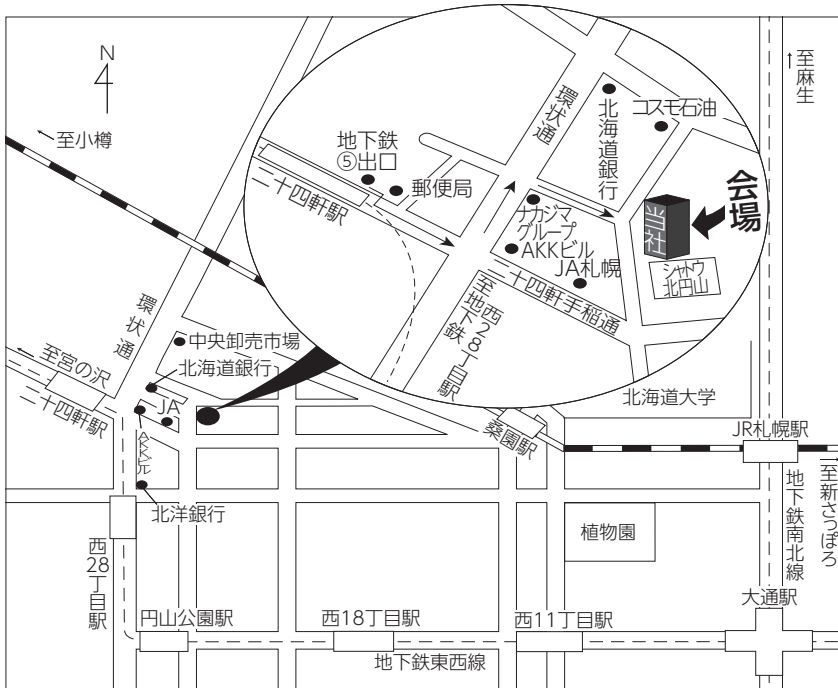 N
至小樽
至麻生
環状通
北海道銀行
コスモ石油
地下鉄
⑤出口
郵便局
二十四軒駅
会場
当社
ナカジマ
グループ
AKKビル
JA札幌
シャトウ
北円山
二十四軒手稲通
至西28丁目駅
地下鉄
環状通
中央卸売市場
北海道銀行
至宮の沢
二十四軒駅
JA
AKKビル
北洋銀行
桑園駅
北海道大学
JR札幌駅
至新さっぽろ
地下鉄南北線
植物園
西28丁目駅
円山公園駅
西18丁目駅
西11丁目駅
大通駅
地下鉄東西線